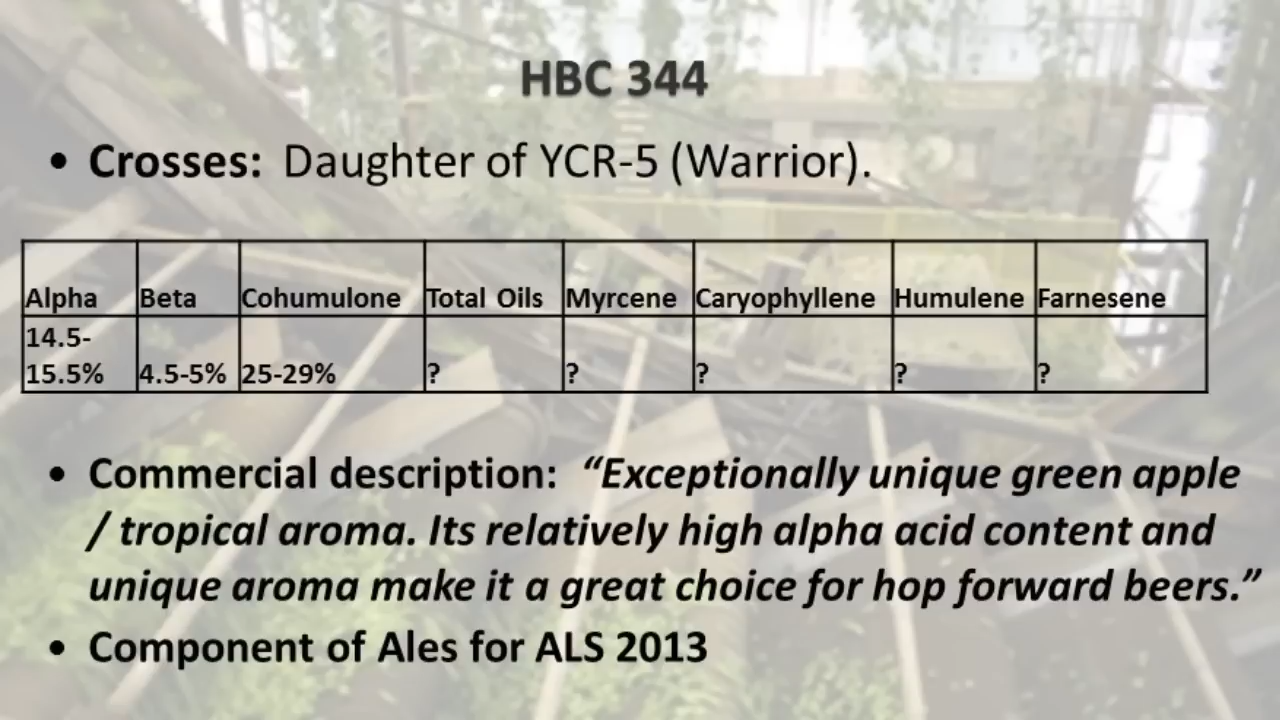 HBC 344
• Crosses: Daughter of YCR-5 (Warrior).
Alpha Beta Cohumulone Total Oils Myrcene Caryophyllene Humulene Farnesene
14.5-
15.5% 4.5-5% 25-29% ? ? ? ? ?
• Commercial description: “Exceptionally unique green apple
/ tropical aroma. Its relatively high alpha acid content and
unique aroma make it a great choice for hop forward beers.”
• Component of Ales for ALS 2013